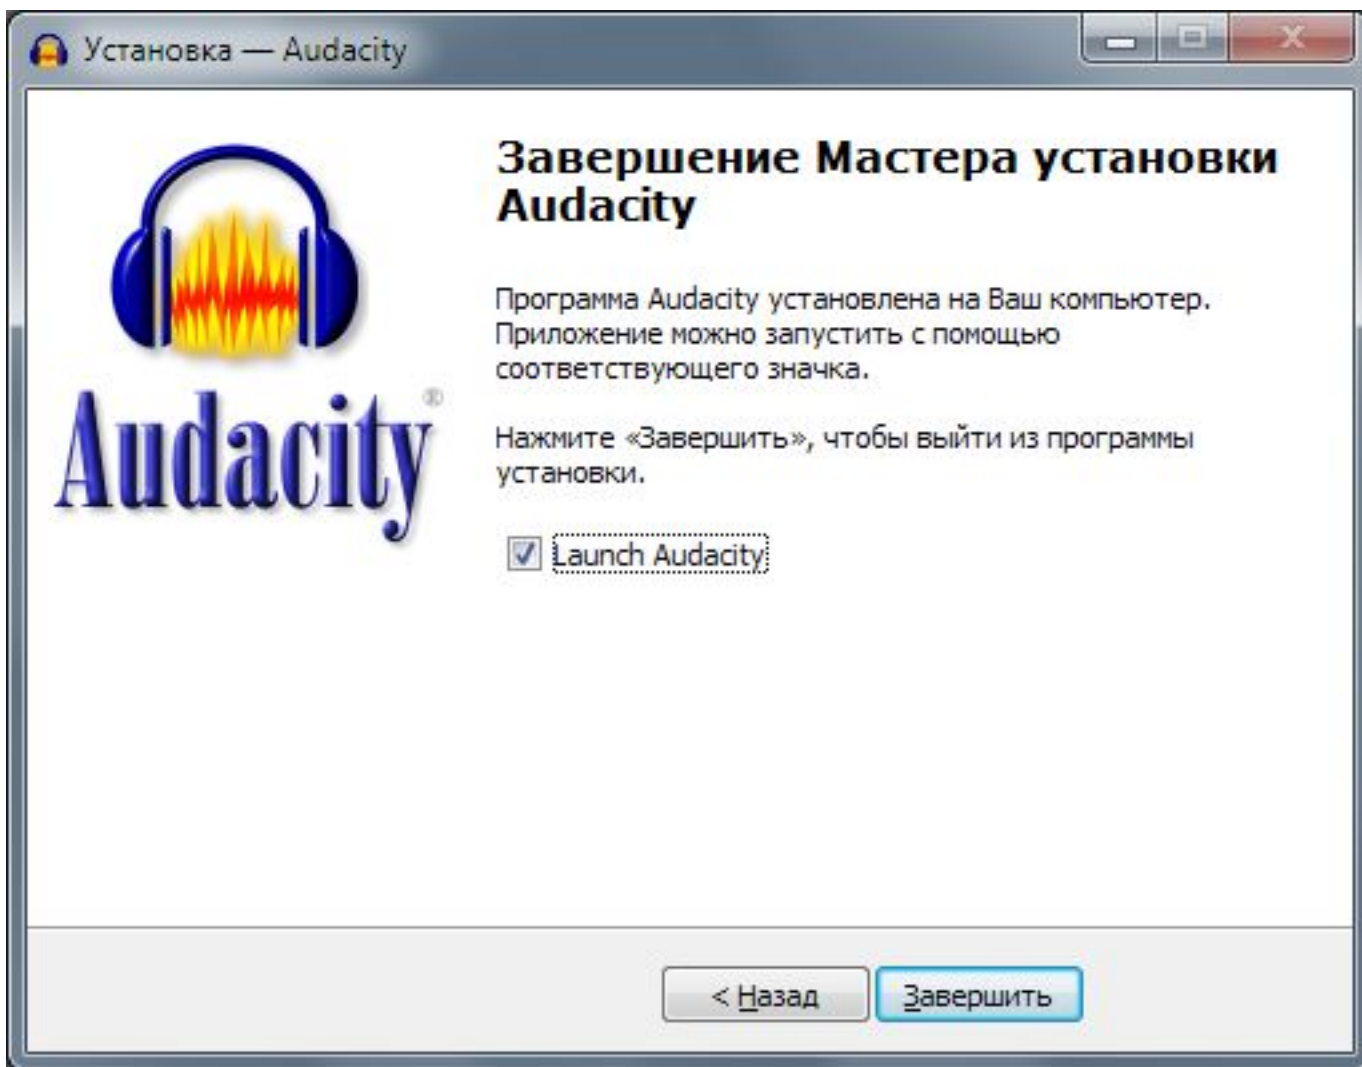 Установка — Audacity
Завершение Мастера установки
Audacity
Программа Audacity установлена на Ваш компьютер.
Приложение можно запустить с помощью
соответствующего значка.
Нажмите «Завершить», чтобы выйти из программы
установки.
Launch Audacity
Audacity®
< Назад
Завершить